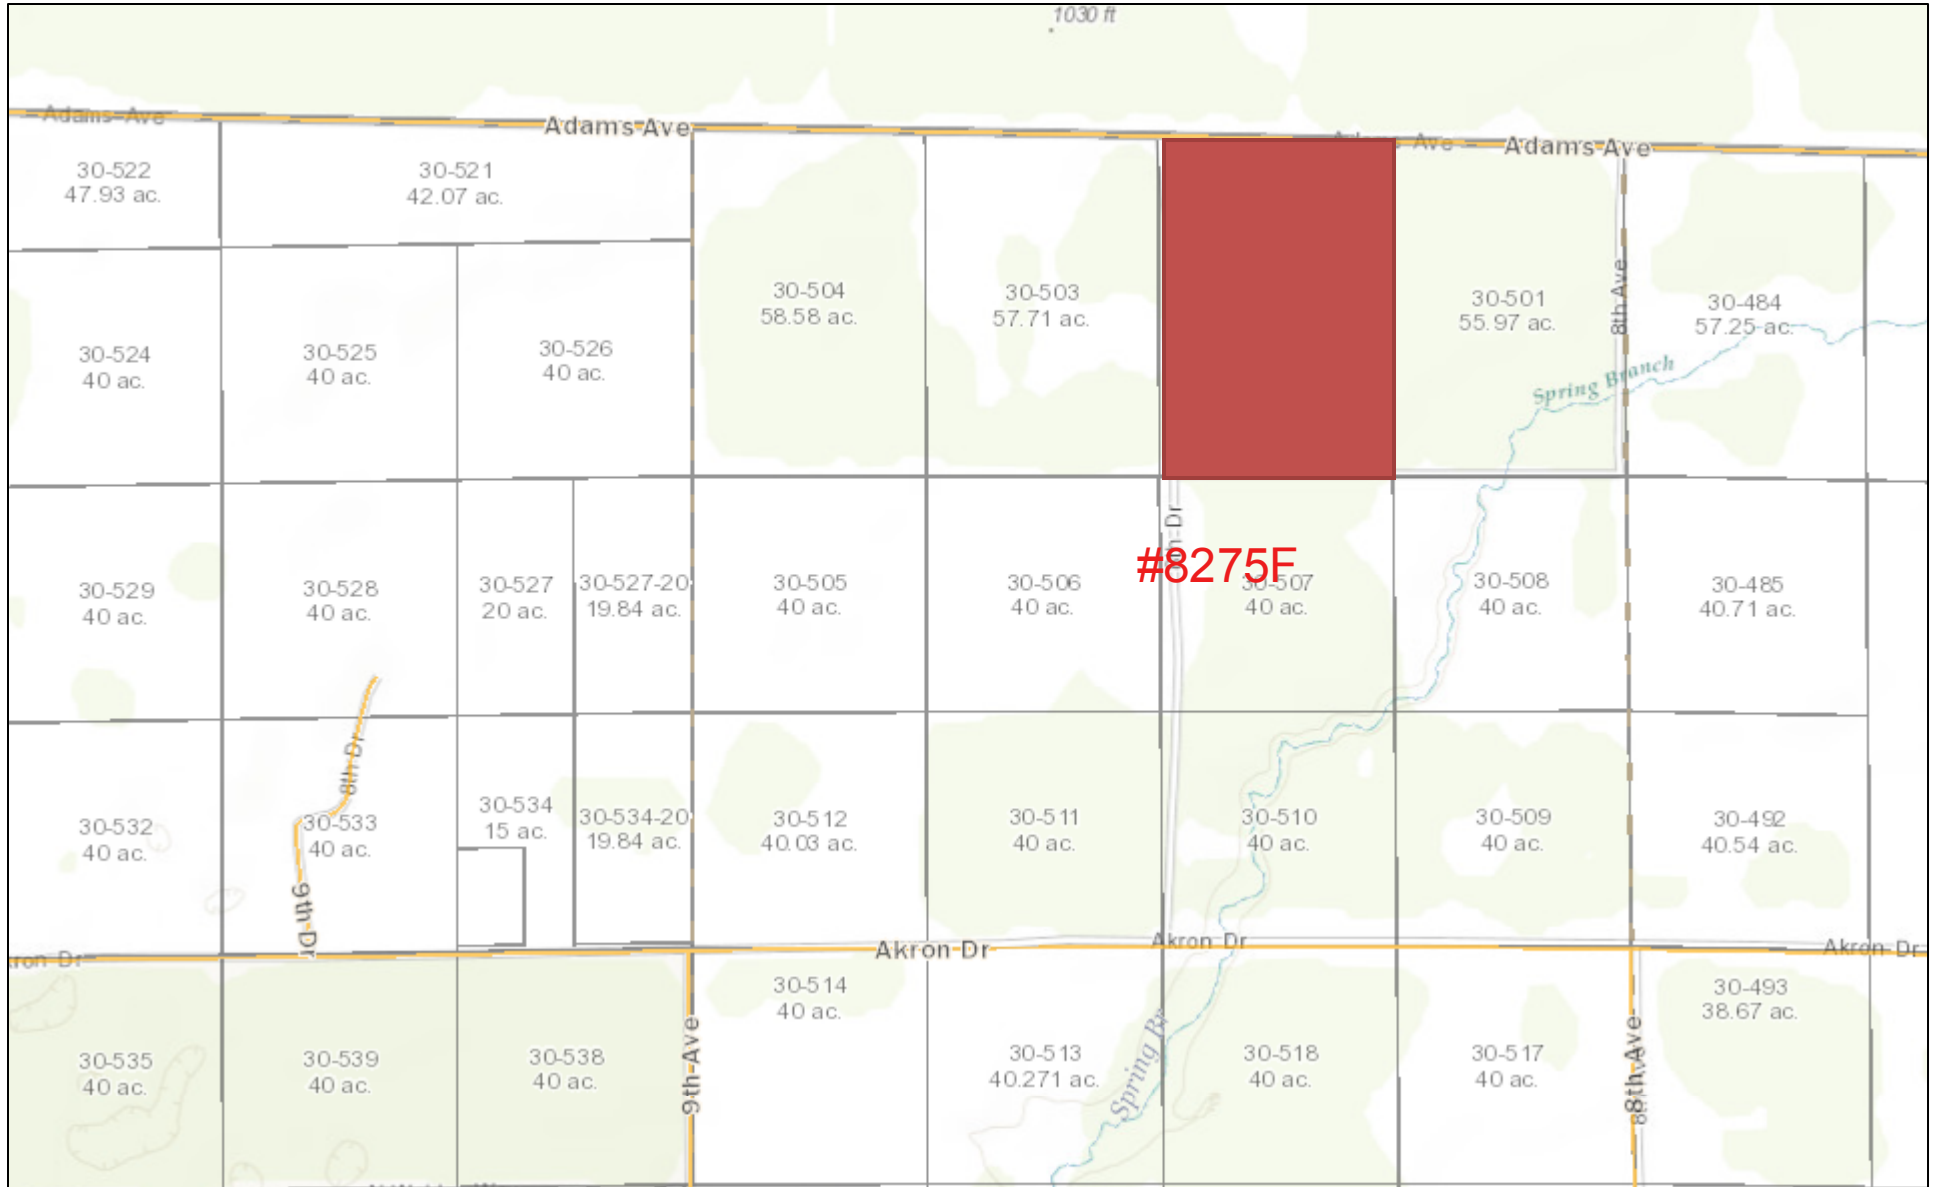 1030 ft
Adams Ave
Adams Ave
Adams Ave
Adams Ave
30-522
47.93 ac.
30-521
42.07 ac.
30-504
58.58 ac.
30-503
57.71 ac.
30-501
55.97 ac.
8th Ave
30-484
57.25 ac.
Spring Branch
30-524
40 ac.
30-525
40 ac.
30-526
40 ac.
#8275F
30-529
40 ac.
30-528
40 ac.
30-527
20 ac.
30-527-20
19.84 ac.
30-505
40 ac.
30-506
40 ac.
30-507
40 ac.
30-508
40 ac.
30-485
40.71 ac.
8th Dr
30-532
40 ac.
30-533
40 ac.
30-534
15 ac.
30-534-20
19.84 ac.
30-512
40.03 ac.
30-511
40 ac.
30-510
40 ac.
30-509
40 ac.
30-492
40.54 ac.
9th Dr
Akron Dr
Akron Dr
Akron Dr
30-535
40 ac.
30-539
40 ac.
30-538
40 ac.
9th Ave
30-514
40 ac.
30-513
40.271 ac.
Spring Br
30-518
40 ac.
30-517
40 ac.
8th Ave
30-493
38.67 ac.